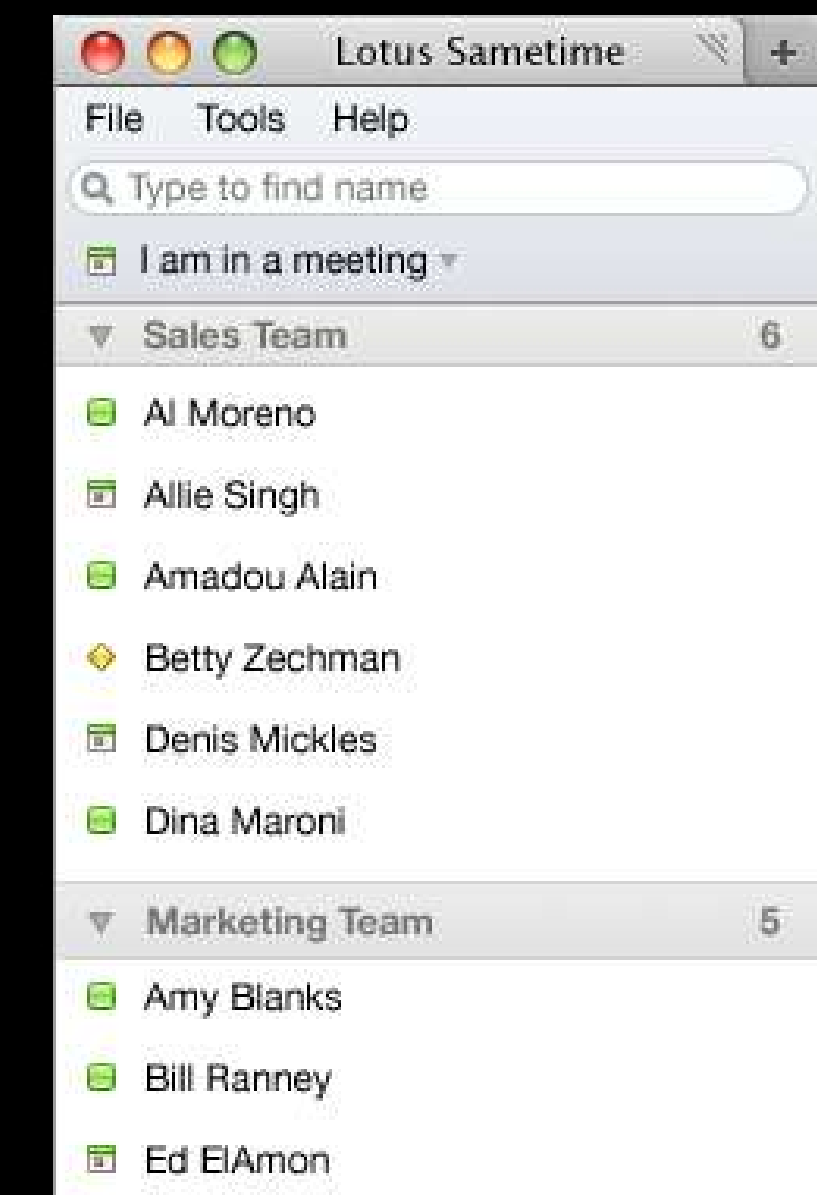 Lotus Sametime +
File Tools Help
Type to find name
I am in a meeting
Sales Team 6
Al Moreno
Allie Singh
Amadou Alain
Betty Zechman
Denis Mickles
Dina Maroni
Marketing Team 5
Amy Blanks
Bill Ranney
Ed ElAmon